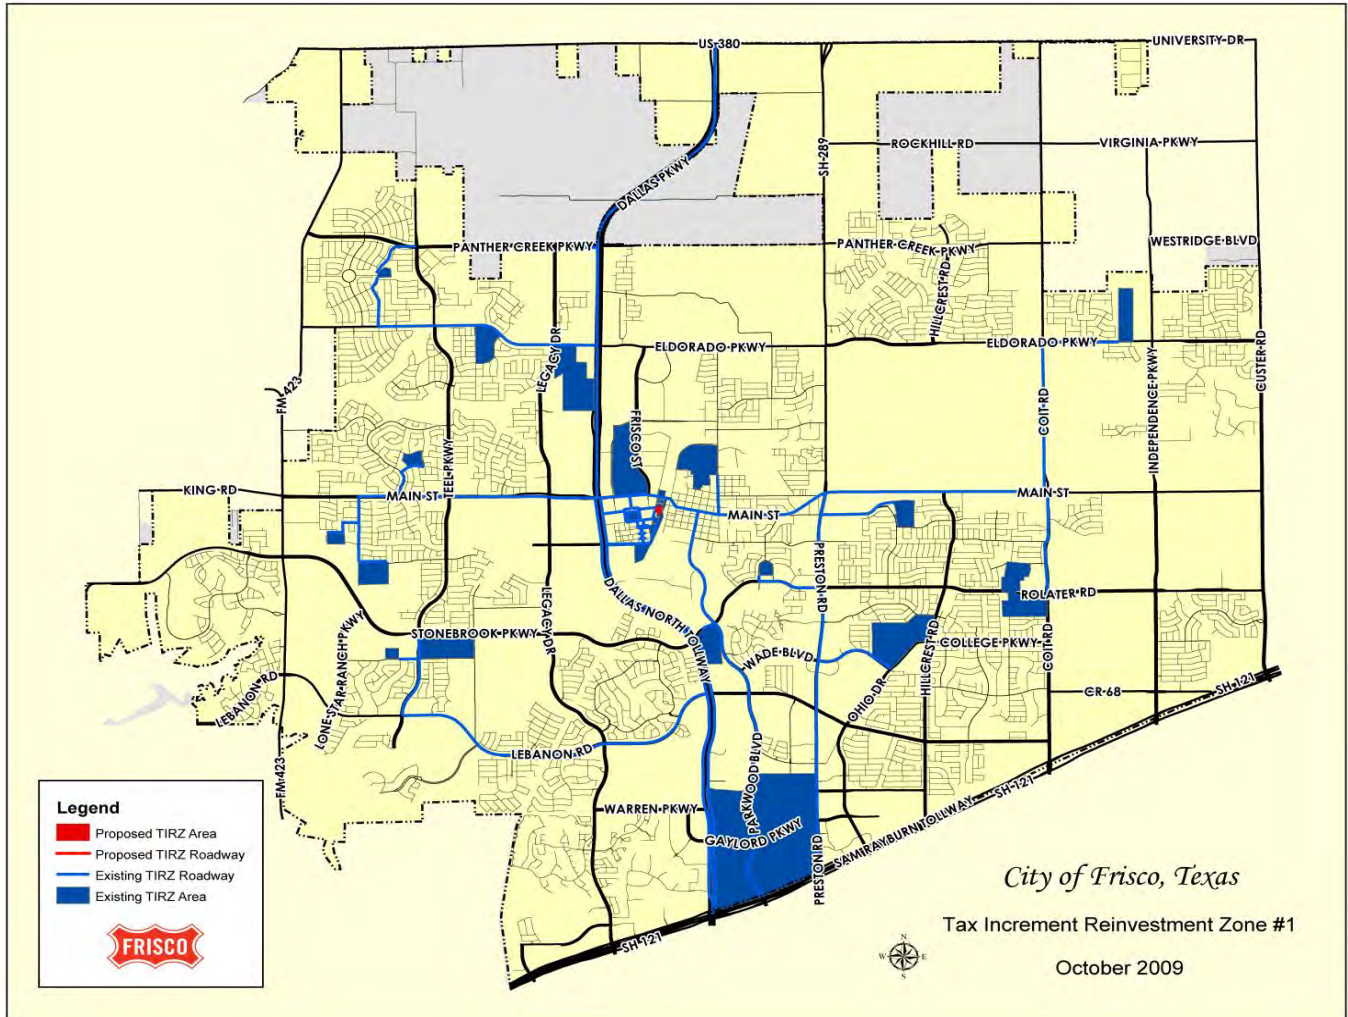 US 380
UNIVERSITY DR
SH-289
ROCKHILL RD
VIRGINIA PKWY
DALLAS PKWY
PANTHER CREEK PKWY
PANTHER CREEK PKWY
WESTRIDGE BLVD
HILLCREST RD
LEGACY DR
ELDORADO PKWY
ELDORADO PKWY
CUSTER RD
FM 423
FRISCO ST
COIT RD
INDEPENDENCE PKWY
TEEL PKWY
KING RD
MAIN ST
MAIN ST
MAIN ST
PRESTON RD
DALLAS NORTH TOLLWAY
ROLATER RD
LEGACY DR
STONEBROOK PKWY
LONE STAR RANCH PKWY
WADE BLVD
HILLCREST RD
COLLEGE PKWY
COIT RD
LEBANON RD
OHIO DR
CR 68
SH 121
LEBANON RD
PARKWOOD BLVD
FM 423
SH 121
WARREN PKWY
GAYLORD PKWY
PRESTON RD
SAM RAYBURN TOLLWAY
SH 121
Legend
Proposed TIRZ Area
Proposed TIRZ Roadway
Existing TIRZ Roadway
Existing TIRZ Area
FRISCO
City of Frisco, Texas
Tax Increment Reinvestment Zone #1
October 2009
N
W
E
S